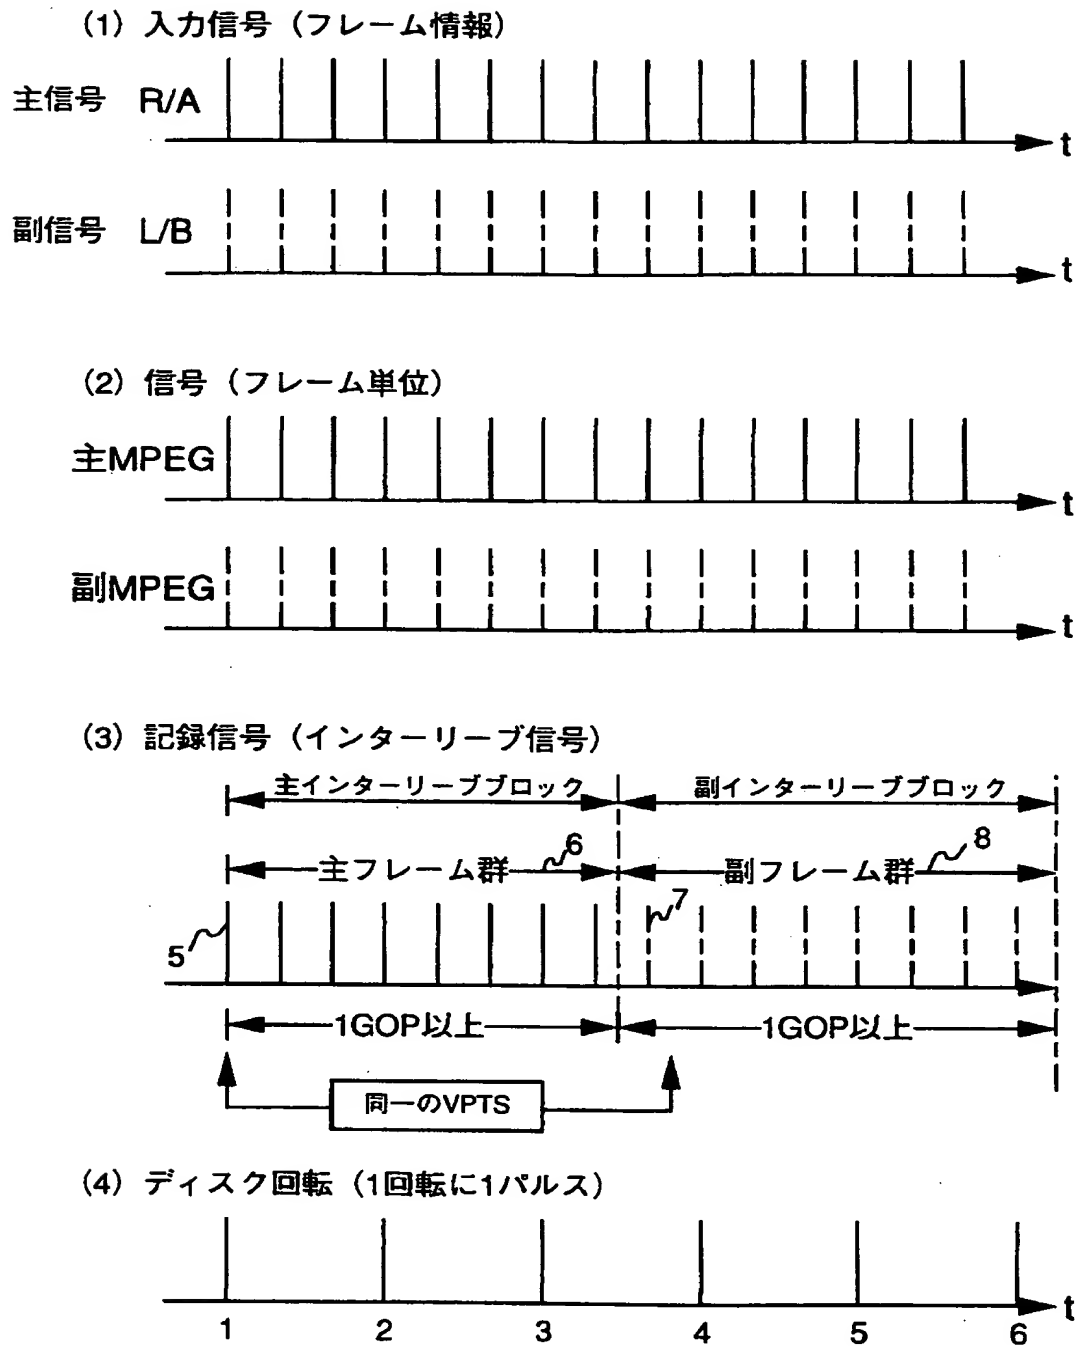 (1) 入力信号（フレーム情報）
主信号 R/A
t
副信号 L/B
t
(2) 信号（フレーム単位）
主MPEG
t
副MPEG
t
(3) 記録信号（インターリーブ信号）
主インターリーブブロック 副インターリーブブロック
主フレーム群 6 副フレーム群 8
5 7
1GOP以上 1GOP以上
同一のVPTS
(4) ディスク回転（1回転に1パルス）
t
1 2 3 4 5 6